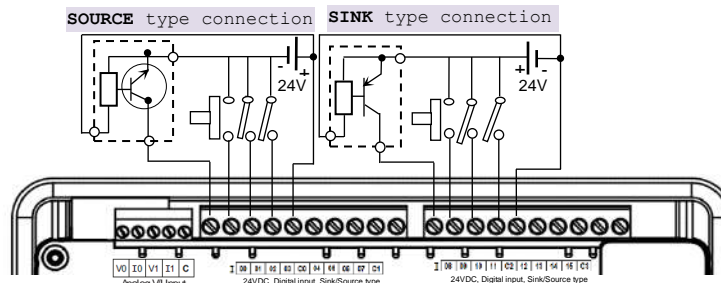 SOURCE type connection
SINK type connection
- +
24V
+ -
24V
V0 I0 V1 I1 C
I 00 01 02 03 C0 04 05 06 07 C1
I 08 09 10 11 C2 12 13 14 15 C3
Analog V/I Input
24VDC, Digital input, Sink/Source type
24VDC, Digital input, Sink/Source type